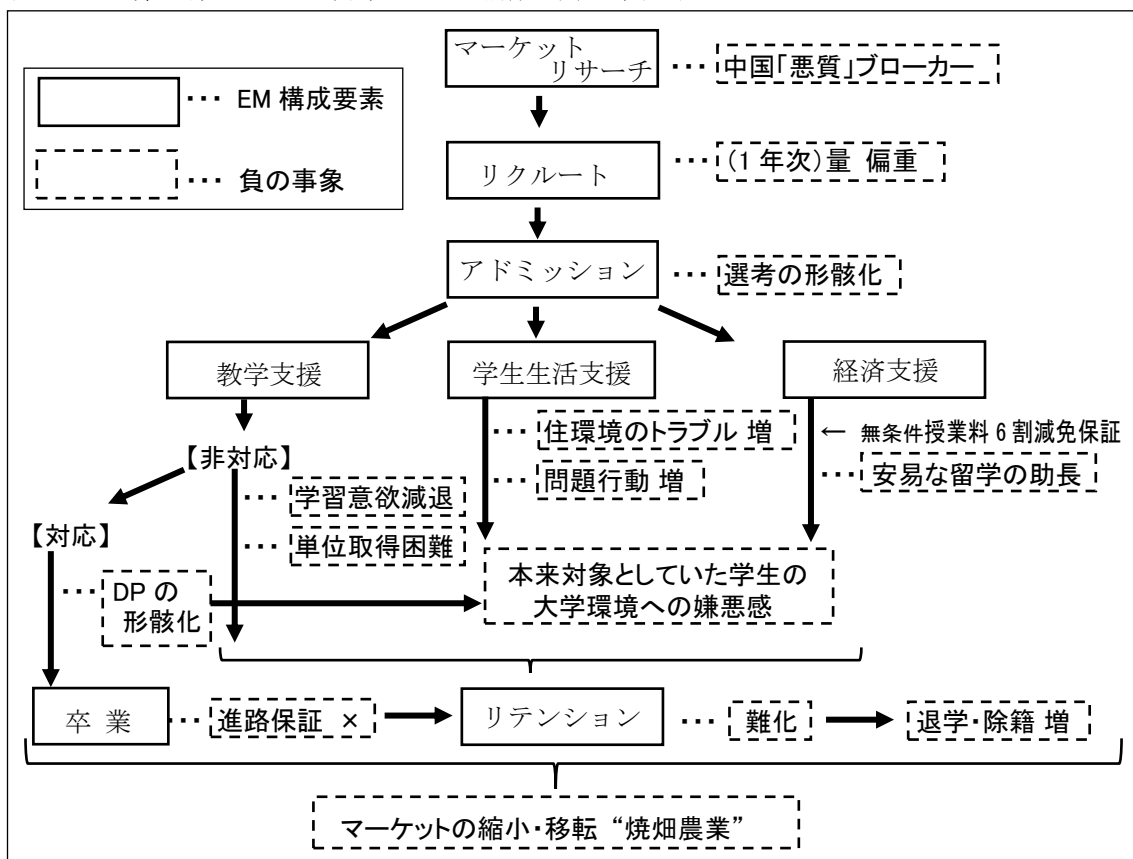 マーケット
リサーチ
･･･ 中国「悪質」ブローカー
･･･ EM 構成要素
･･･ 負の事象
リクルート
･･･ (1 年次)量 偏重
アドミッション
･･･ 選考の形骸化
教学支援
学生生活支援
経済支援
･･･ 住環境のトラブル 増
← 無条件授業料 6 割減免保証
･･･ 問題行動 増
･･･ 安易な留学の助長
【非対応】
･･･ 学習意欲減退
【対応】
･･･ 単位取得困難
･･･ DP の
形骸化
本来対象としていた学生の
大学環境への嫌悪感
卒 業
･･･ 進路保証 ×
リテンション
･･･ 難化
退学・除籍 増
マーケットの縮小・移転 “焼畑農業”